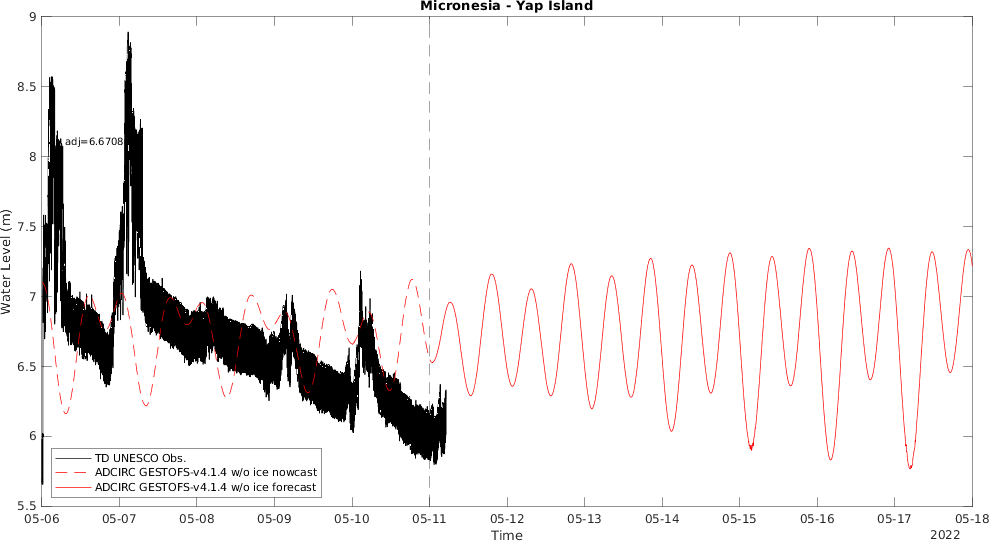 Micronesia - Yap Island
Water Level (m)
9
8.5
8
7.5
7
6.5
6
5.5
adj=6.6708
TD UNESCO Obs.
ADCIRC GESTOFS-v4.1.4 w/o ice nowcast
ADCIRC GESTOFS-v4.1.4 w/o ice forecast
05-06 05-07 05-08 05-09 05-10 05-11 05-12 05-13 05-14 05-15 05-16 05-17 05-18
Time
2022